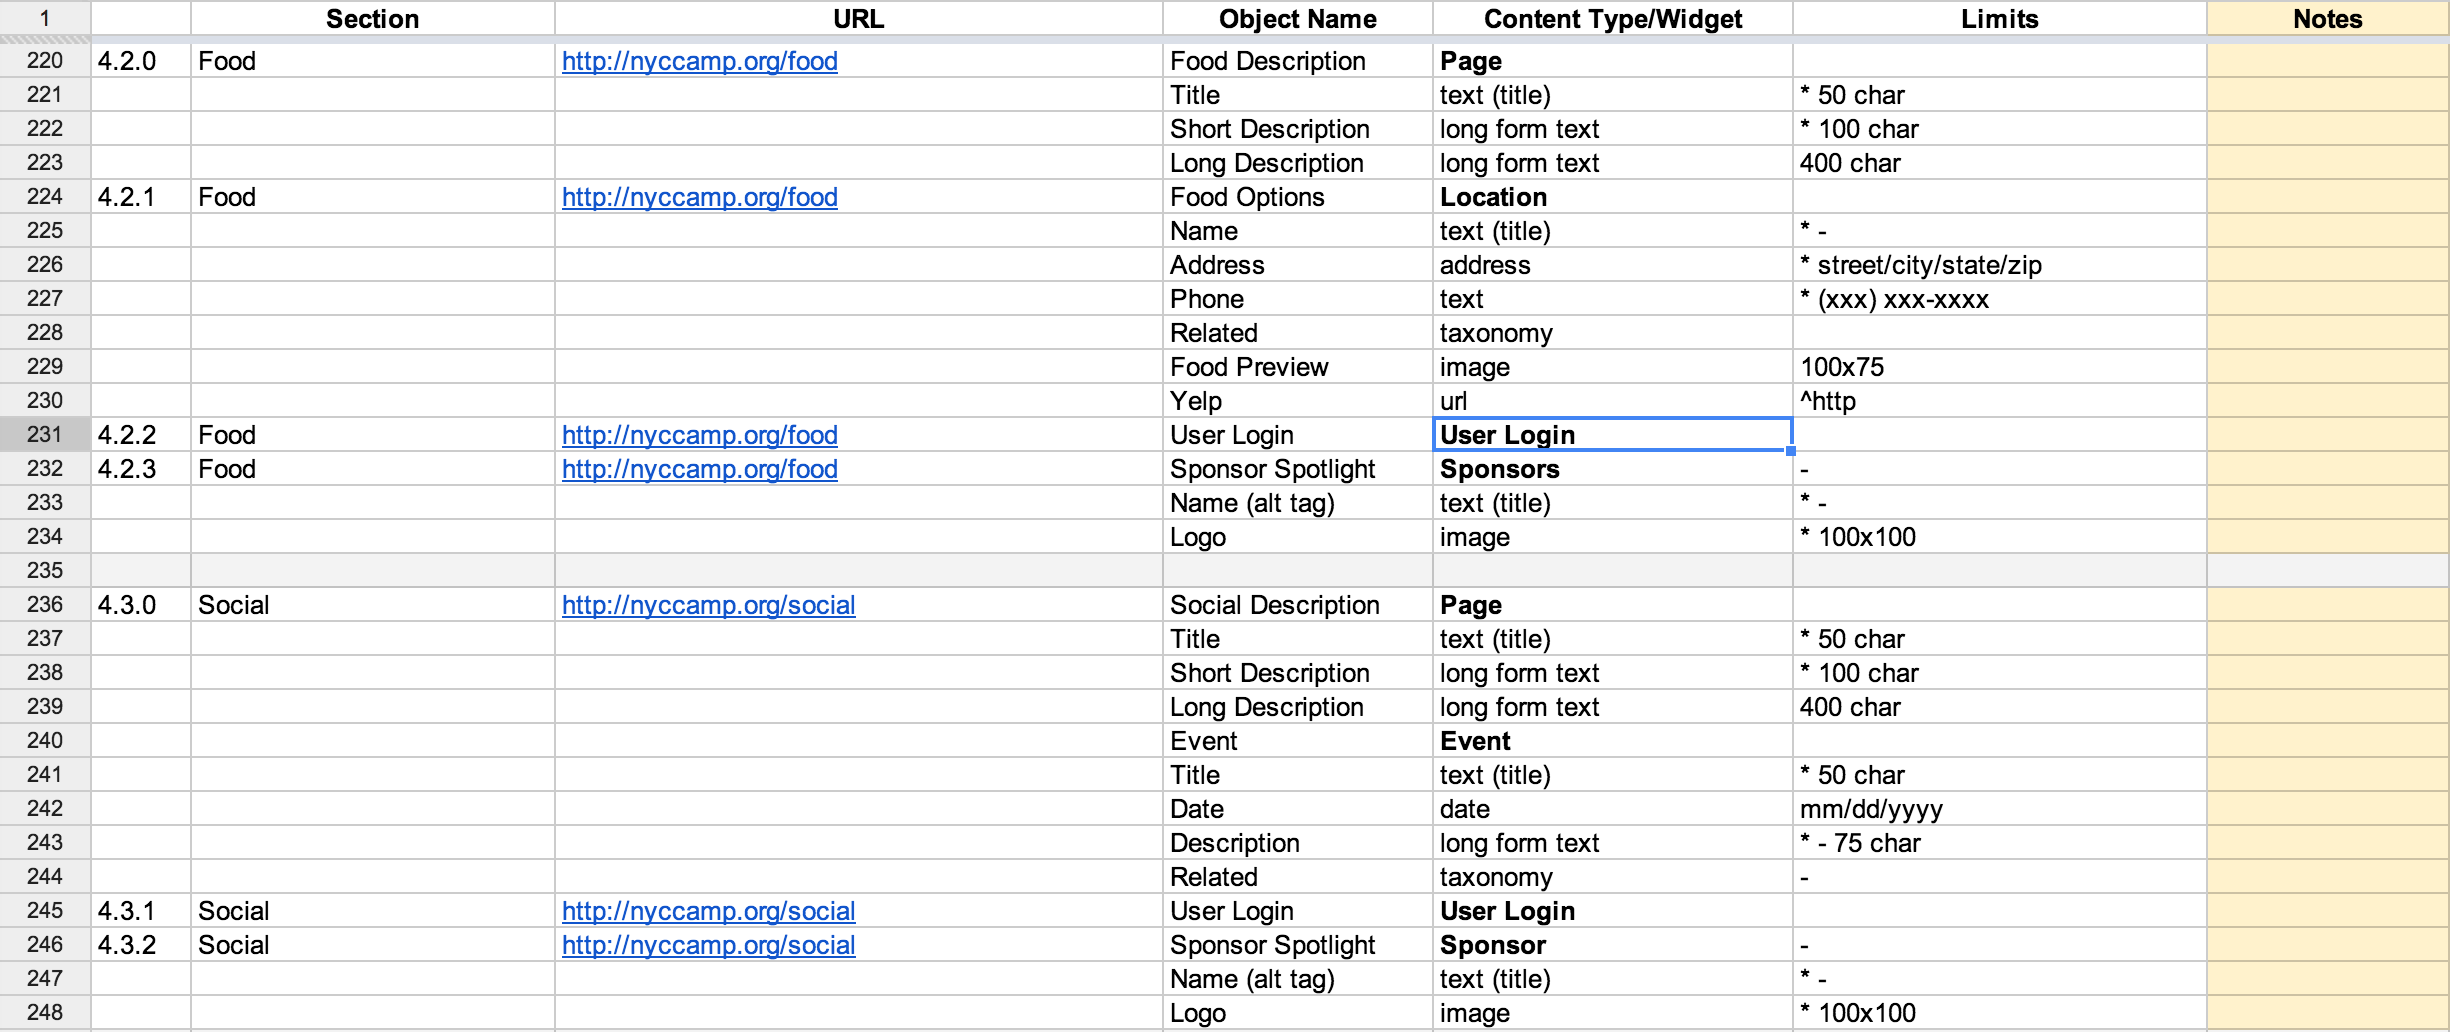 1 Section URL Object Name Content Type/Widget Limits Notes
220 4.2.0 Food http://nyccamp.org/food Food Description Page
221 Title text (title) * 50 char
222 Short Description long form text * 100 char
223 Long Description long form text 400 char
224 4.2.1 Food http://nyccamp.org/food Food Options Location
225 Name text (title) * -
226 Address address * street/city/state/zip
227 Phone text * (xxx) xxx-xxxx
228 Related taxonomy
229 Food Preview image 100x75
230 Yelp url ^http
231 4.2.2 Food http://nyccamp.org/food User Login User Login
232 4.2.3 Food http://nyccamp.org/food Sponsor Spotlight Sponsors -
233 Name (alt tag) text (title) * -
234 Logo image * 100x100
235
236 4.3.0 Social http://nyccamp.org/social Social Description Page
237 Title text (title) * 50 char
238 Short Description long form text * 100 char
239 Long Description long form text 400 char
240 Event Event
241 Title text (title) * 50 char
242 Date date mm/dd/yyyy
243 Description long form text * - 75 char
244 Related taxonomy -
245 4.3.1 Social http://nyccamp.org/social User Login User Login
246 4.3.2 Social http://nyccamp.org/social Sponsor Spotlight Sponsor -
247 Name (alt tag) text (title) * -
248 Logo image * 100x100